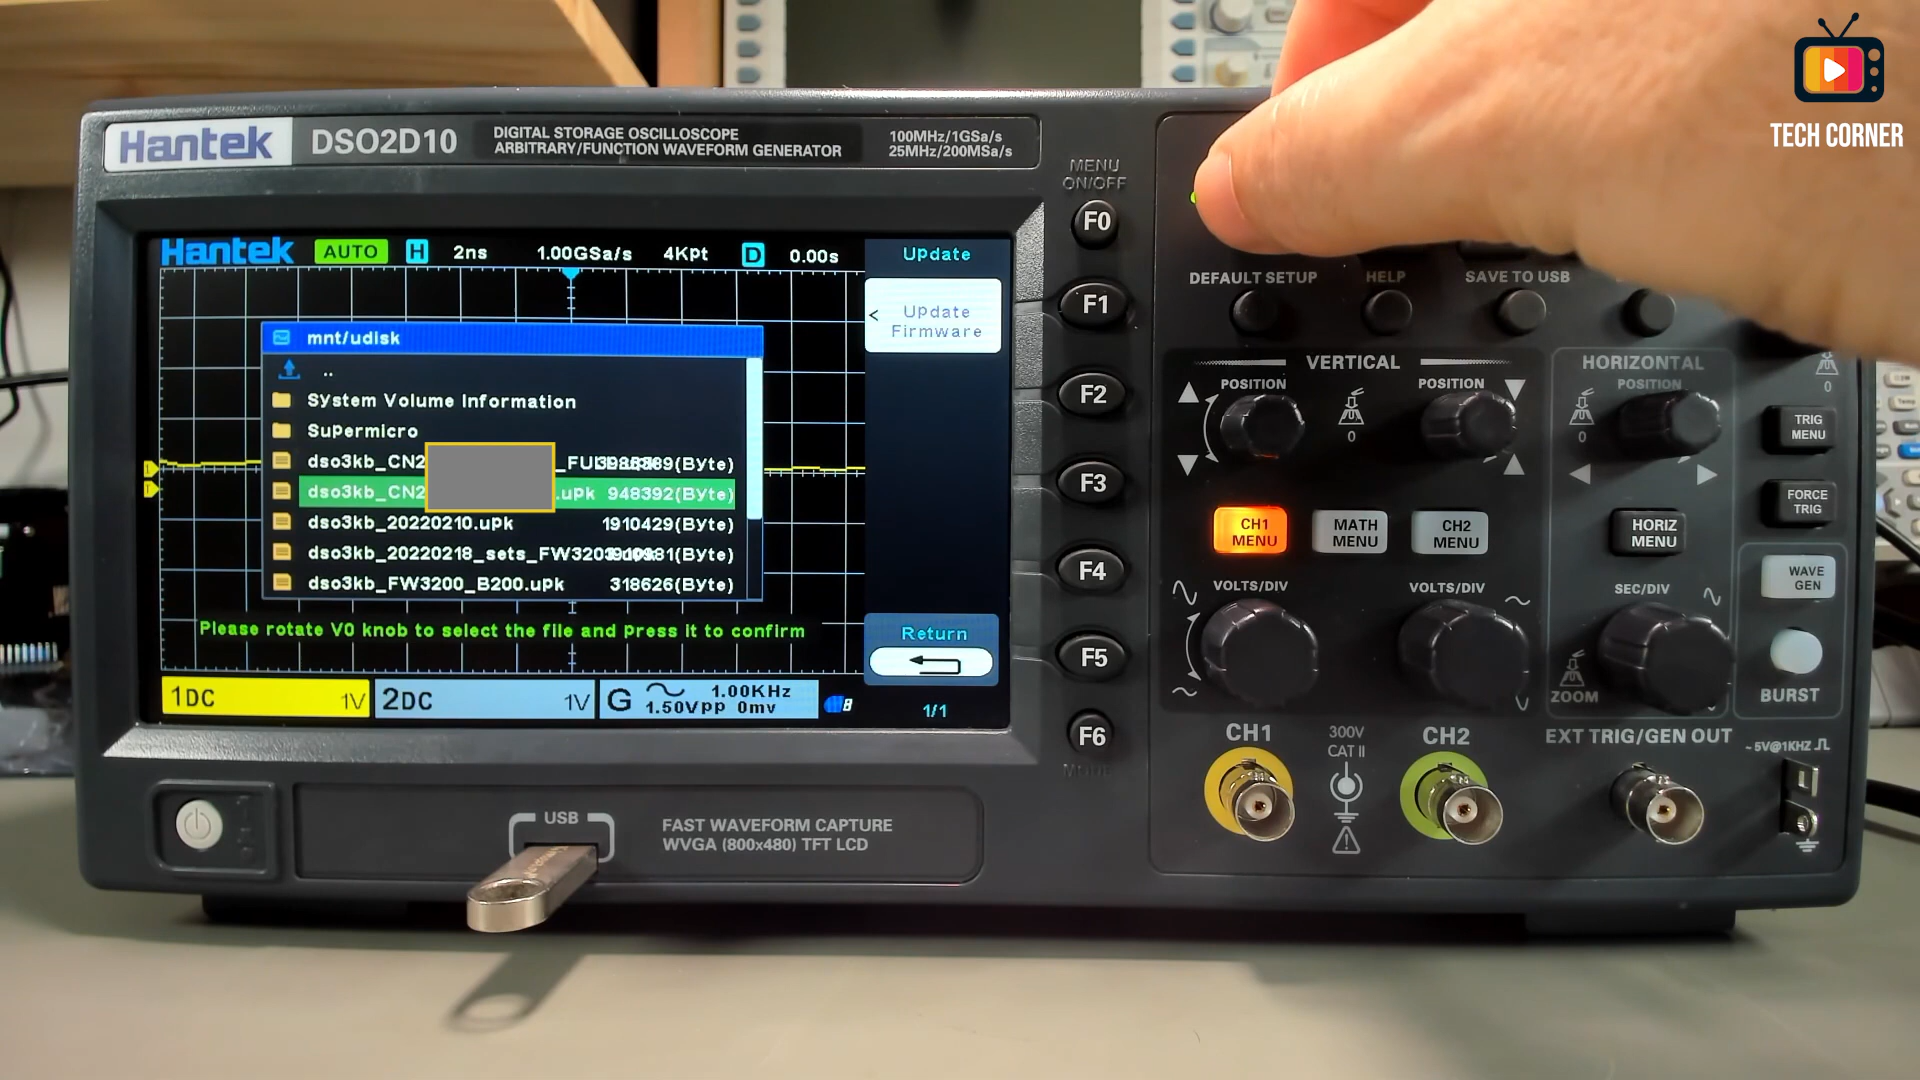 TECH CORNER
Hantek DSO2D10
DIGITAL STORAGE OSCILLOSCOPE
ARBITRARY/FUNCTION WAVEFORM GENERATOR
100MHz/1GSa/s
25MHz/200MSa/s
MENU
ON/OFF
F0
F1
F2
F3
F4
F5
F6
Hantek AUTO H 2ns 1.00GSa/s 4Kpt D 0.00s
Update
< Update
Firmware
mnt/udisk
..
System Volume Information
Supermicro
dso3kb_CN2 (Byte)
dso3kb_CN2 .upk 948392(Byte)
dso3kb_20220210.upk 1910429(Byte)
dso3kb_20220218_sets_FW320 (Byte)
dso3kb_FW3200_B200.upk 318626(Byte)
Please rotate V0 knob to select the file and press it to confirm
Return
1/1
1DC 1V
2DC 1V
G 1.00KHz
1.50VPP 0mv
8
USB
FAST WAVEFORM CAPTURE
WVGA (800x480) TFT LCD
DEFAULT SETUP
HELP
SAVE TO USB
VERTICAL
POSITION
0
POSITION
HORIZONTAL
POSITION
0
0
TRIG
MENU
FORCE
TRIG
CH1
MENU
MATH
MENU
CH2
MENU
HORIZ
MENU
WAVE
GEN
VOLTS/DIV
VOLTS/DIV
SEC/DIV
ZOOM
BURST
CH1
300V
CAT II
CH2
EXT TRIG/GEN OUT
~5V@1KHZ